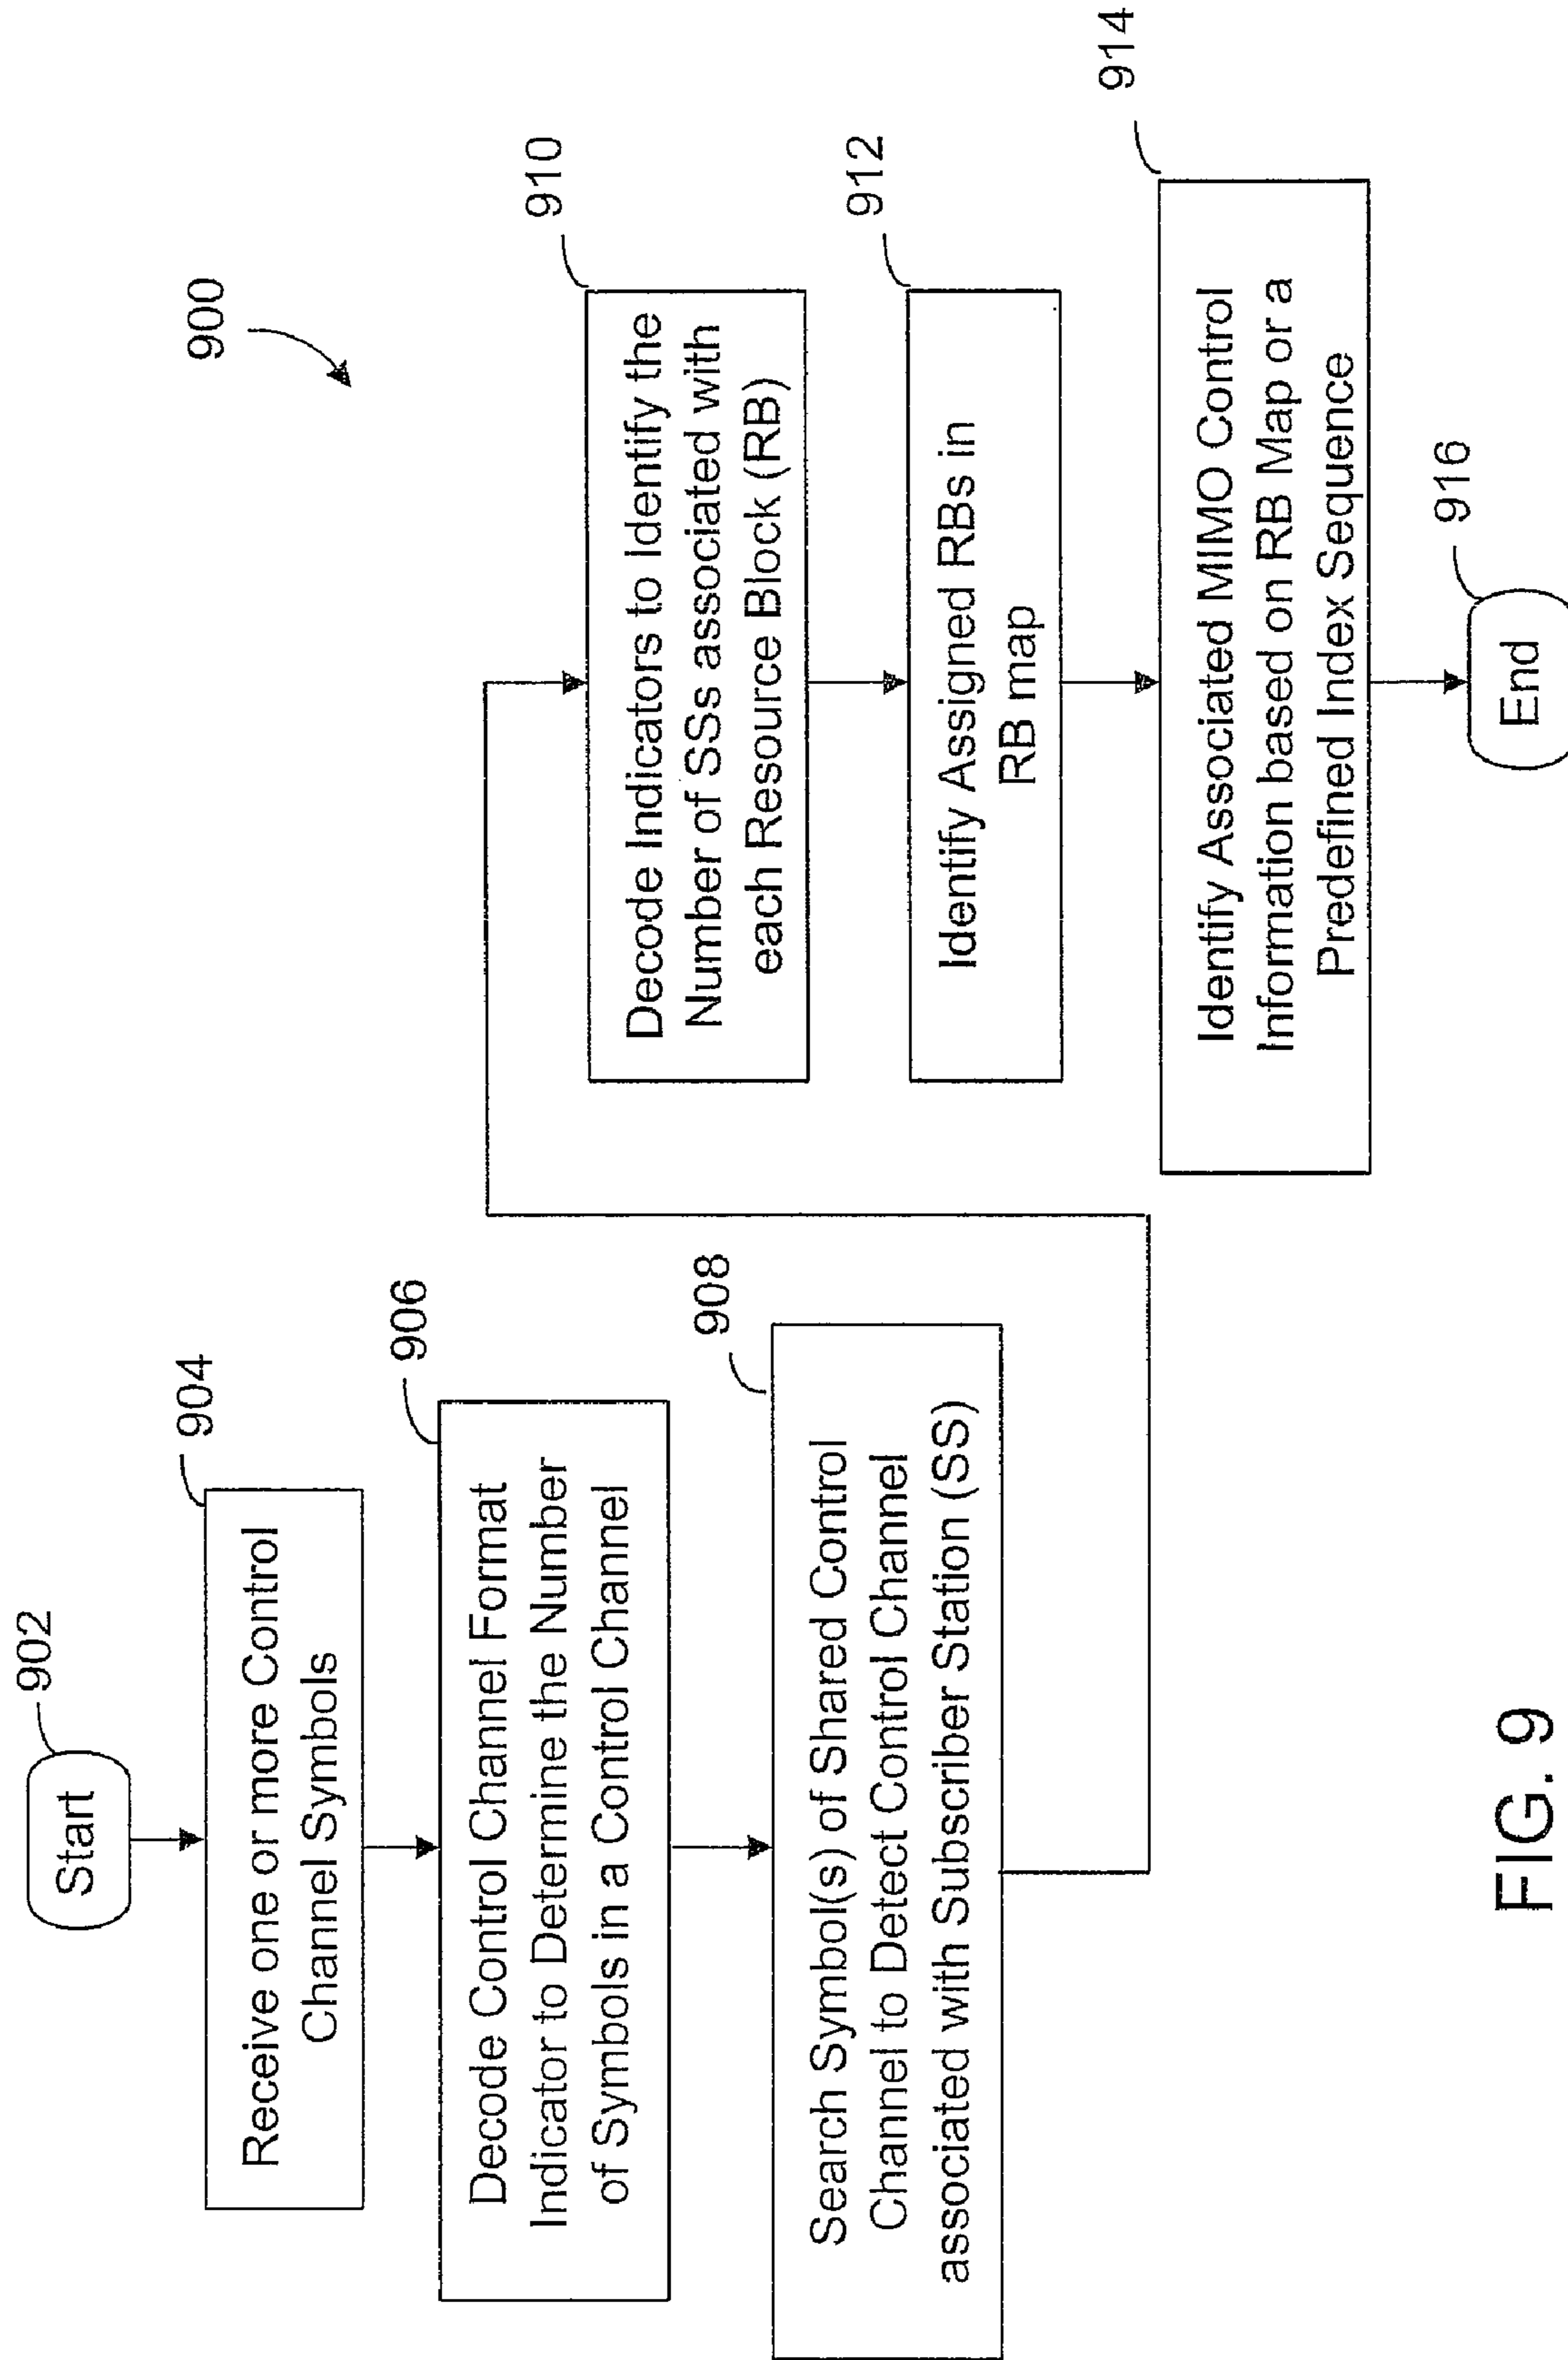 900
902
Start
904
Receive one or more Control
Channel Symbols
906
Decode Control Channel Format
Indicator to Determine the Number
of Symbols in a Control Channel
908
Search Symbol(s) of Shared Control
Channel to Detect Control Channel
associated with Subscriber Station (SS)
910
Decode Indicators to Identify the
Number of SSs associated with
each Resource Block (RB)
912
Identify Assigned RBs in
RB map
914
Identify Associated MIMO Control
Information based on RB Map or a
Predefined Index Sequence
916
End
FIG. 9